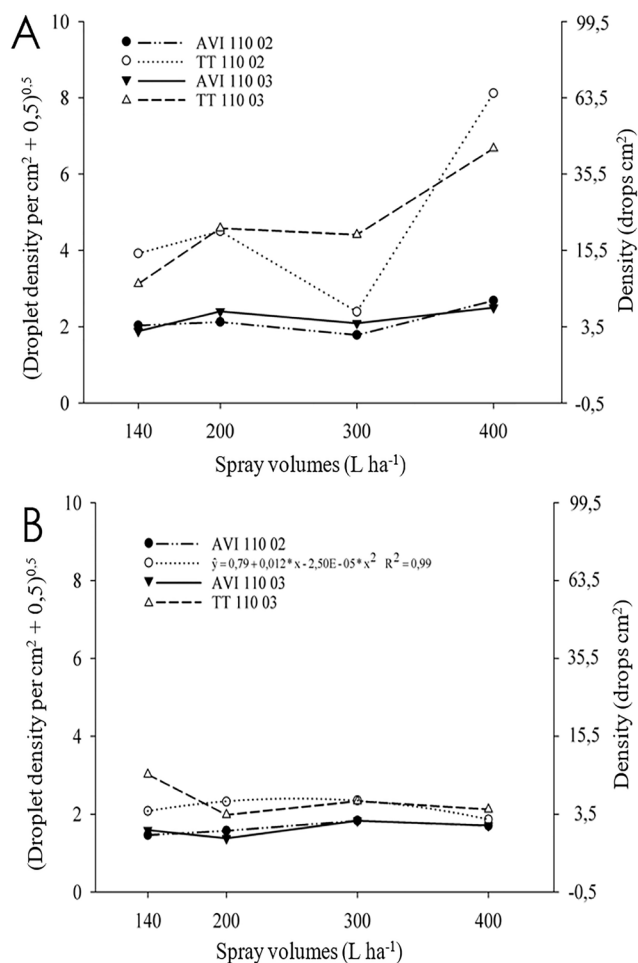 A
(Droplet density per cm² + 0,5)⁰·⁵
10
8
6
4
2
0
AVI 110 02
TT 110 02
AVI 110 03
TT 110 03
99,5
63,5
35,5
15,5
3,5
-0,5
Density (drops cm²)
140 200 300 400
Spray volumes (L ha⁻¹)
B
(Droplet density per cm² + 0,5)⁰·⁵
10
8
6
4
2
0
AVI 110 02
ŷ = 0,79 + 0,012* x - 2,50E - 05* x² R² = 0,99
AVI 110 03
TT 110 03
99,5
63,5
35,5
15,5
3,5
-0,5
Density (drops cm²)
140 200 300 400
Spray volumes (L ha⁻¹)